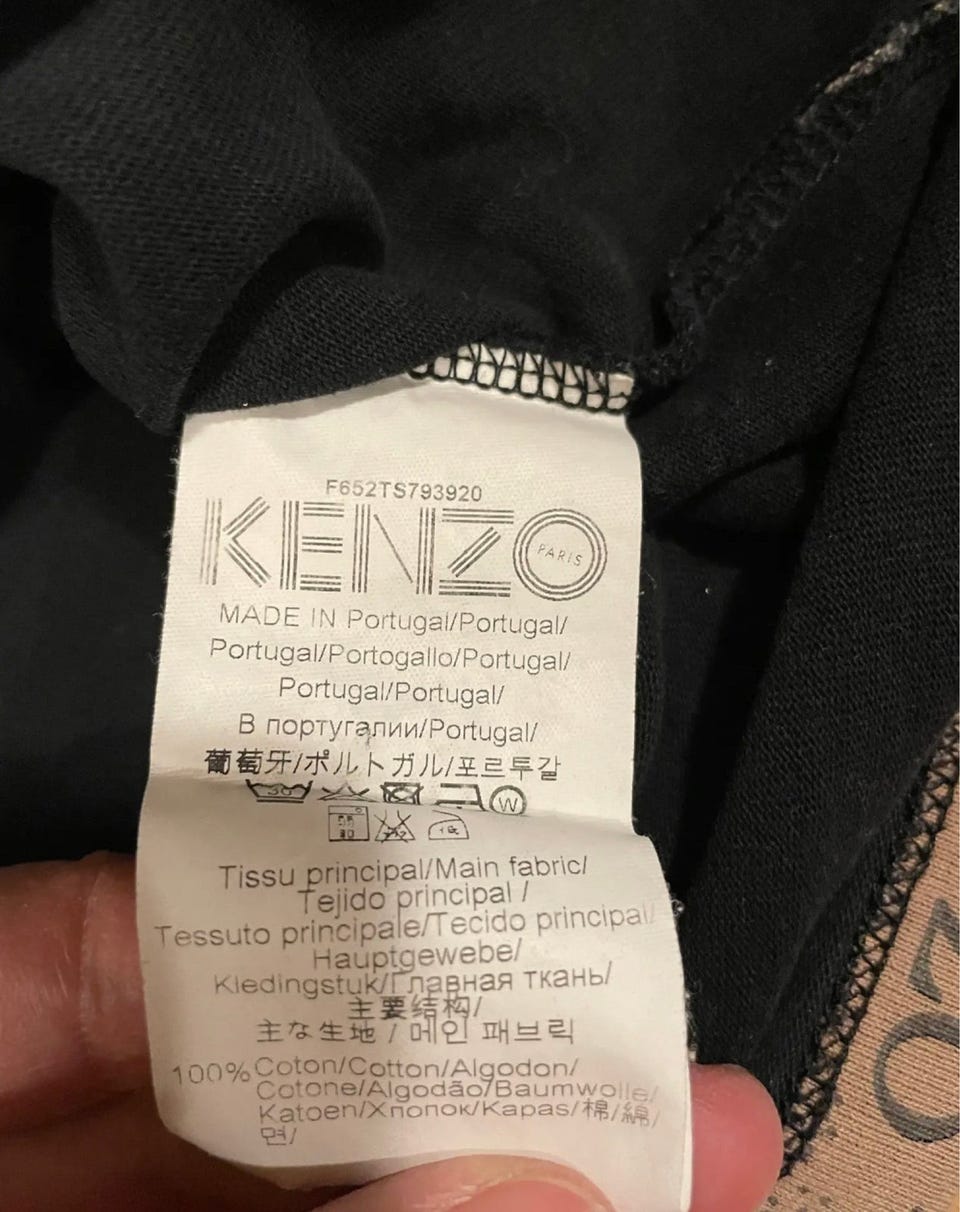 F652TS793920
KENZO
PARIS
MADE IN Portugal/Portugal/
Portugal/Portogallo/Portugal/
Portugal/Portugal/
В португалии/Portugal/
葡萄牙/ポルトガル/포르투갈
30
W
Tissu principal/Main fabric/
Tejido principal /
Tessuto principale/Tecido principal/
Hauptgewebe/
Kledingstuk/Главная ткань/
主要结构/
主な生地 / 메인 패브릭
100% Coton/Cotton/Algodon/
Cotone/Algodão/Baumwolle/
Katoen/Хлопок/Kapas/棉/綿/
면/